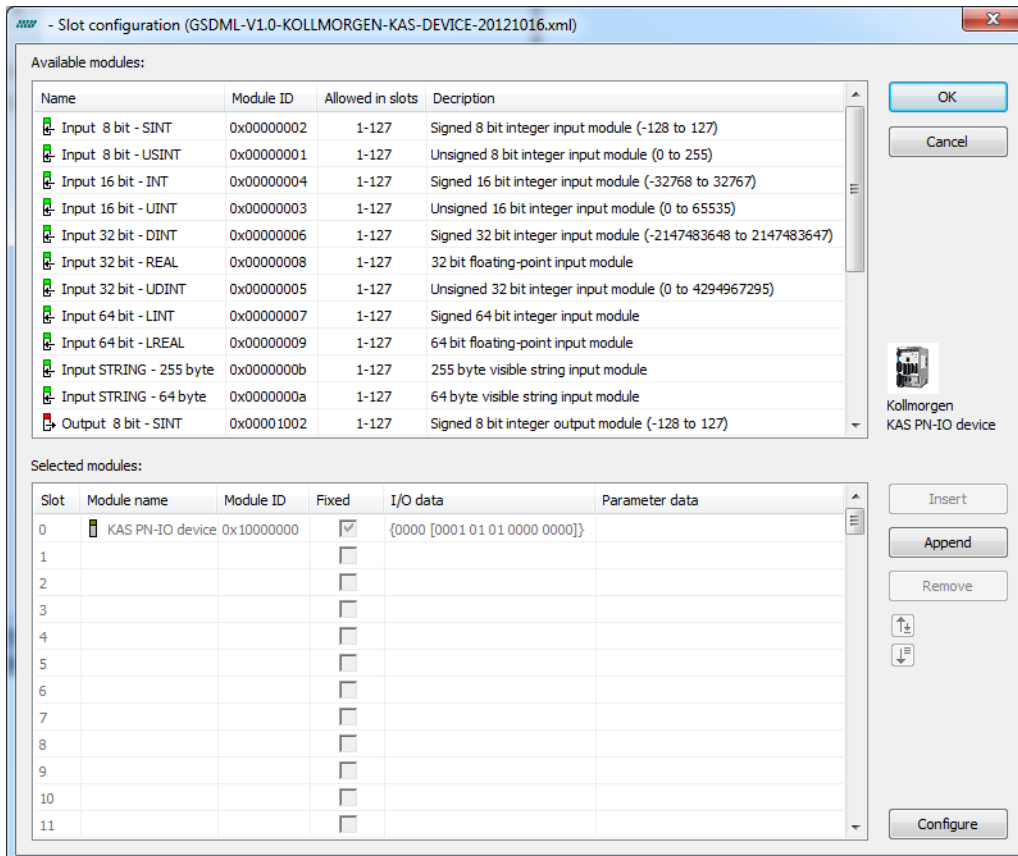 - Slot configuration (GSDML-V1.0-KOLLMORGEN-KAS-DEVICE-20121016.xml)
Available modules:
Name Module ID Allowed in slots Decription
Input 8 bit - SINT 0x00000002 1-127 Signed 8 bit integer input module (-128 to 127)
Input 8 bit - USINT 0x00000001 1-127 Unsigned 8 bit integer input module (0 to 255)
Input 16 bit - INT 0x00000004 1-127 Signed 16 bit integer input module (-32768 to 32767)
Input 16 bit - UINT 0x00000003 1-127 Unsigned 16 bit integer input module (0 to 65535)
Input 32 bit - DINT 0x00000006 1-127 Signed 32 bit integer input module (-2147483648 to 2147483647)
Input 32 bit - REAL 0x00000008 1-127 32 bit floating-point input module
Input 32 bit - UDINT 0x00000005 1-127 Unsigned 32 bit integer input module (0 to 4294967295)
Input 64 bit - LINT 0x00000007 1-127 Signed 64 bit integer input module
Input 64 bit - LREAL 0x00000009 1-127 64 bit floating-point input module
Input STRING - 255 byte 0x0000000b 1-127 255 byte visible string input module
Input STRING - 64 byte 0x0000000a 1-127 64 byte visible string input module
Output 8 bit - SINT 0x00001002 1-127 Signed 8 bit integer output module (-128 to 127)
OK
Cancel
Kollmorgen
KAS PN-IO device
Selected modules:
Slot Module name Module ID Fixed I/O data Parameter data
0 KAS PN-IO device 0x10000000 {0000 [0001 01 01 0000 0000]}
1
2
3
4
5
6
7
8
9
10
11
Insert
Append
Remove
Configure